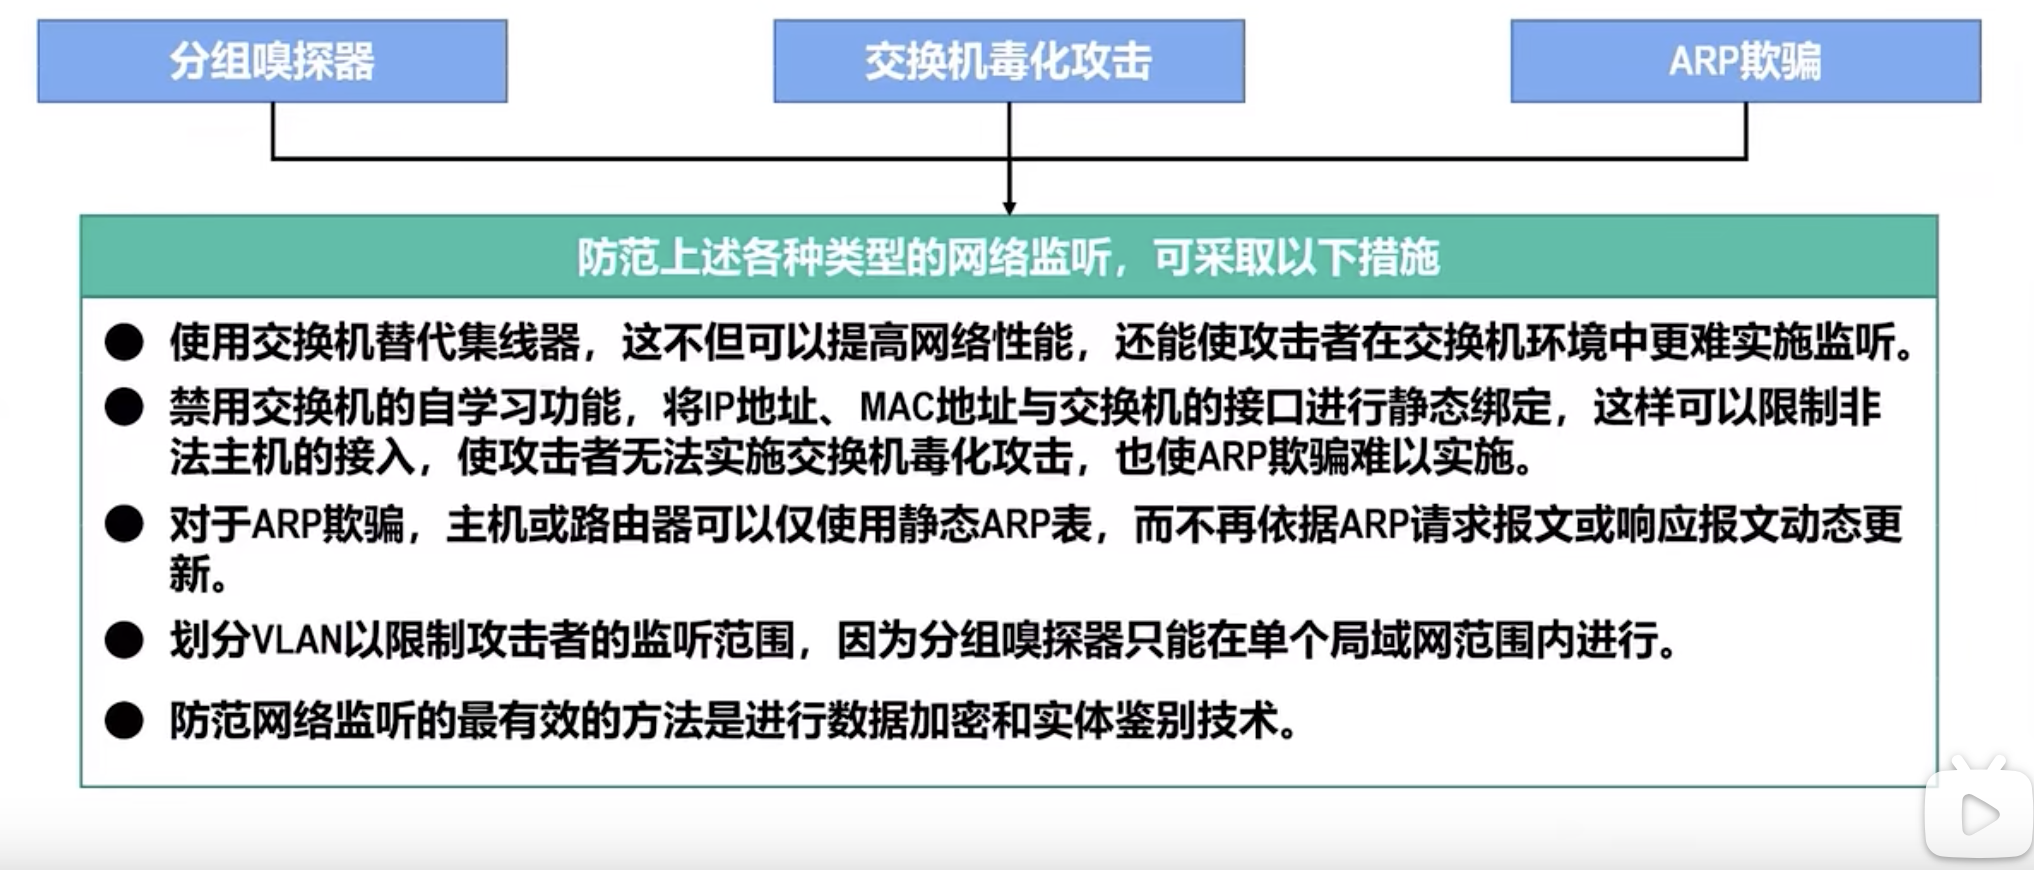 分组嗅探器
交换机毒化攻击
ARP欺骗
防范上述各种类型的网络监听，可采取以下措施
● 使用交换机替代集线器，这不但可以提高网络性能，还能使攻击者在交换机环境中更难实施监听。
● 禁用交换机的自学习功能，将IP地址、MAC地址与交换机的接口进行静态绑定，这样可以限制非
法主机的接入，使攻击者无法实施交换机毒化攻击，也使ARP欺骗难以实施。
● 对于ARP欺骗，主机或路由器可以仅使用静态ARP表，而不再依据ARP请求报文或响应报文动态更
新。
● 划分VLAN以限制攻击者的监听范围，因为分组嗅探器只能在单个局域网范围内进行。
● 防范网络监听的最有效的方法是进行数据加密和实体鉴别技术。